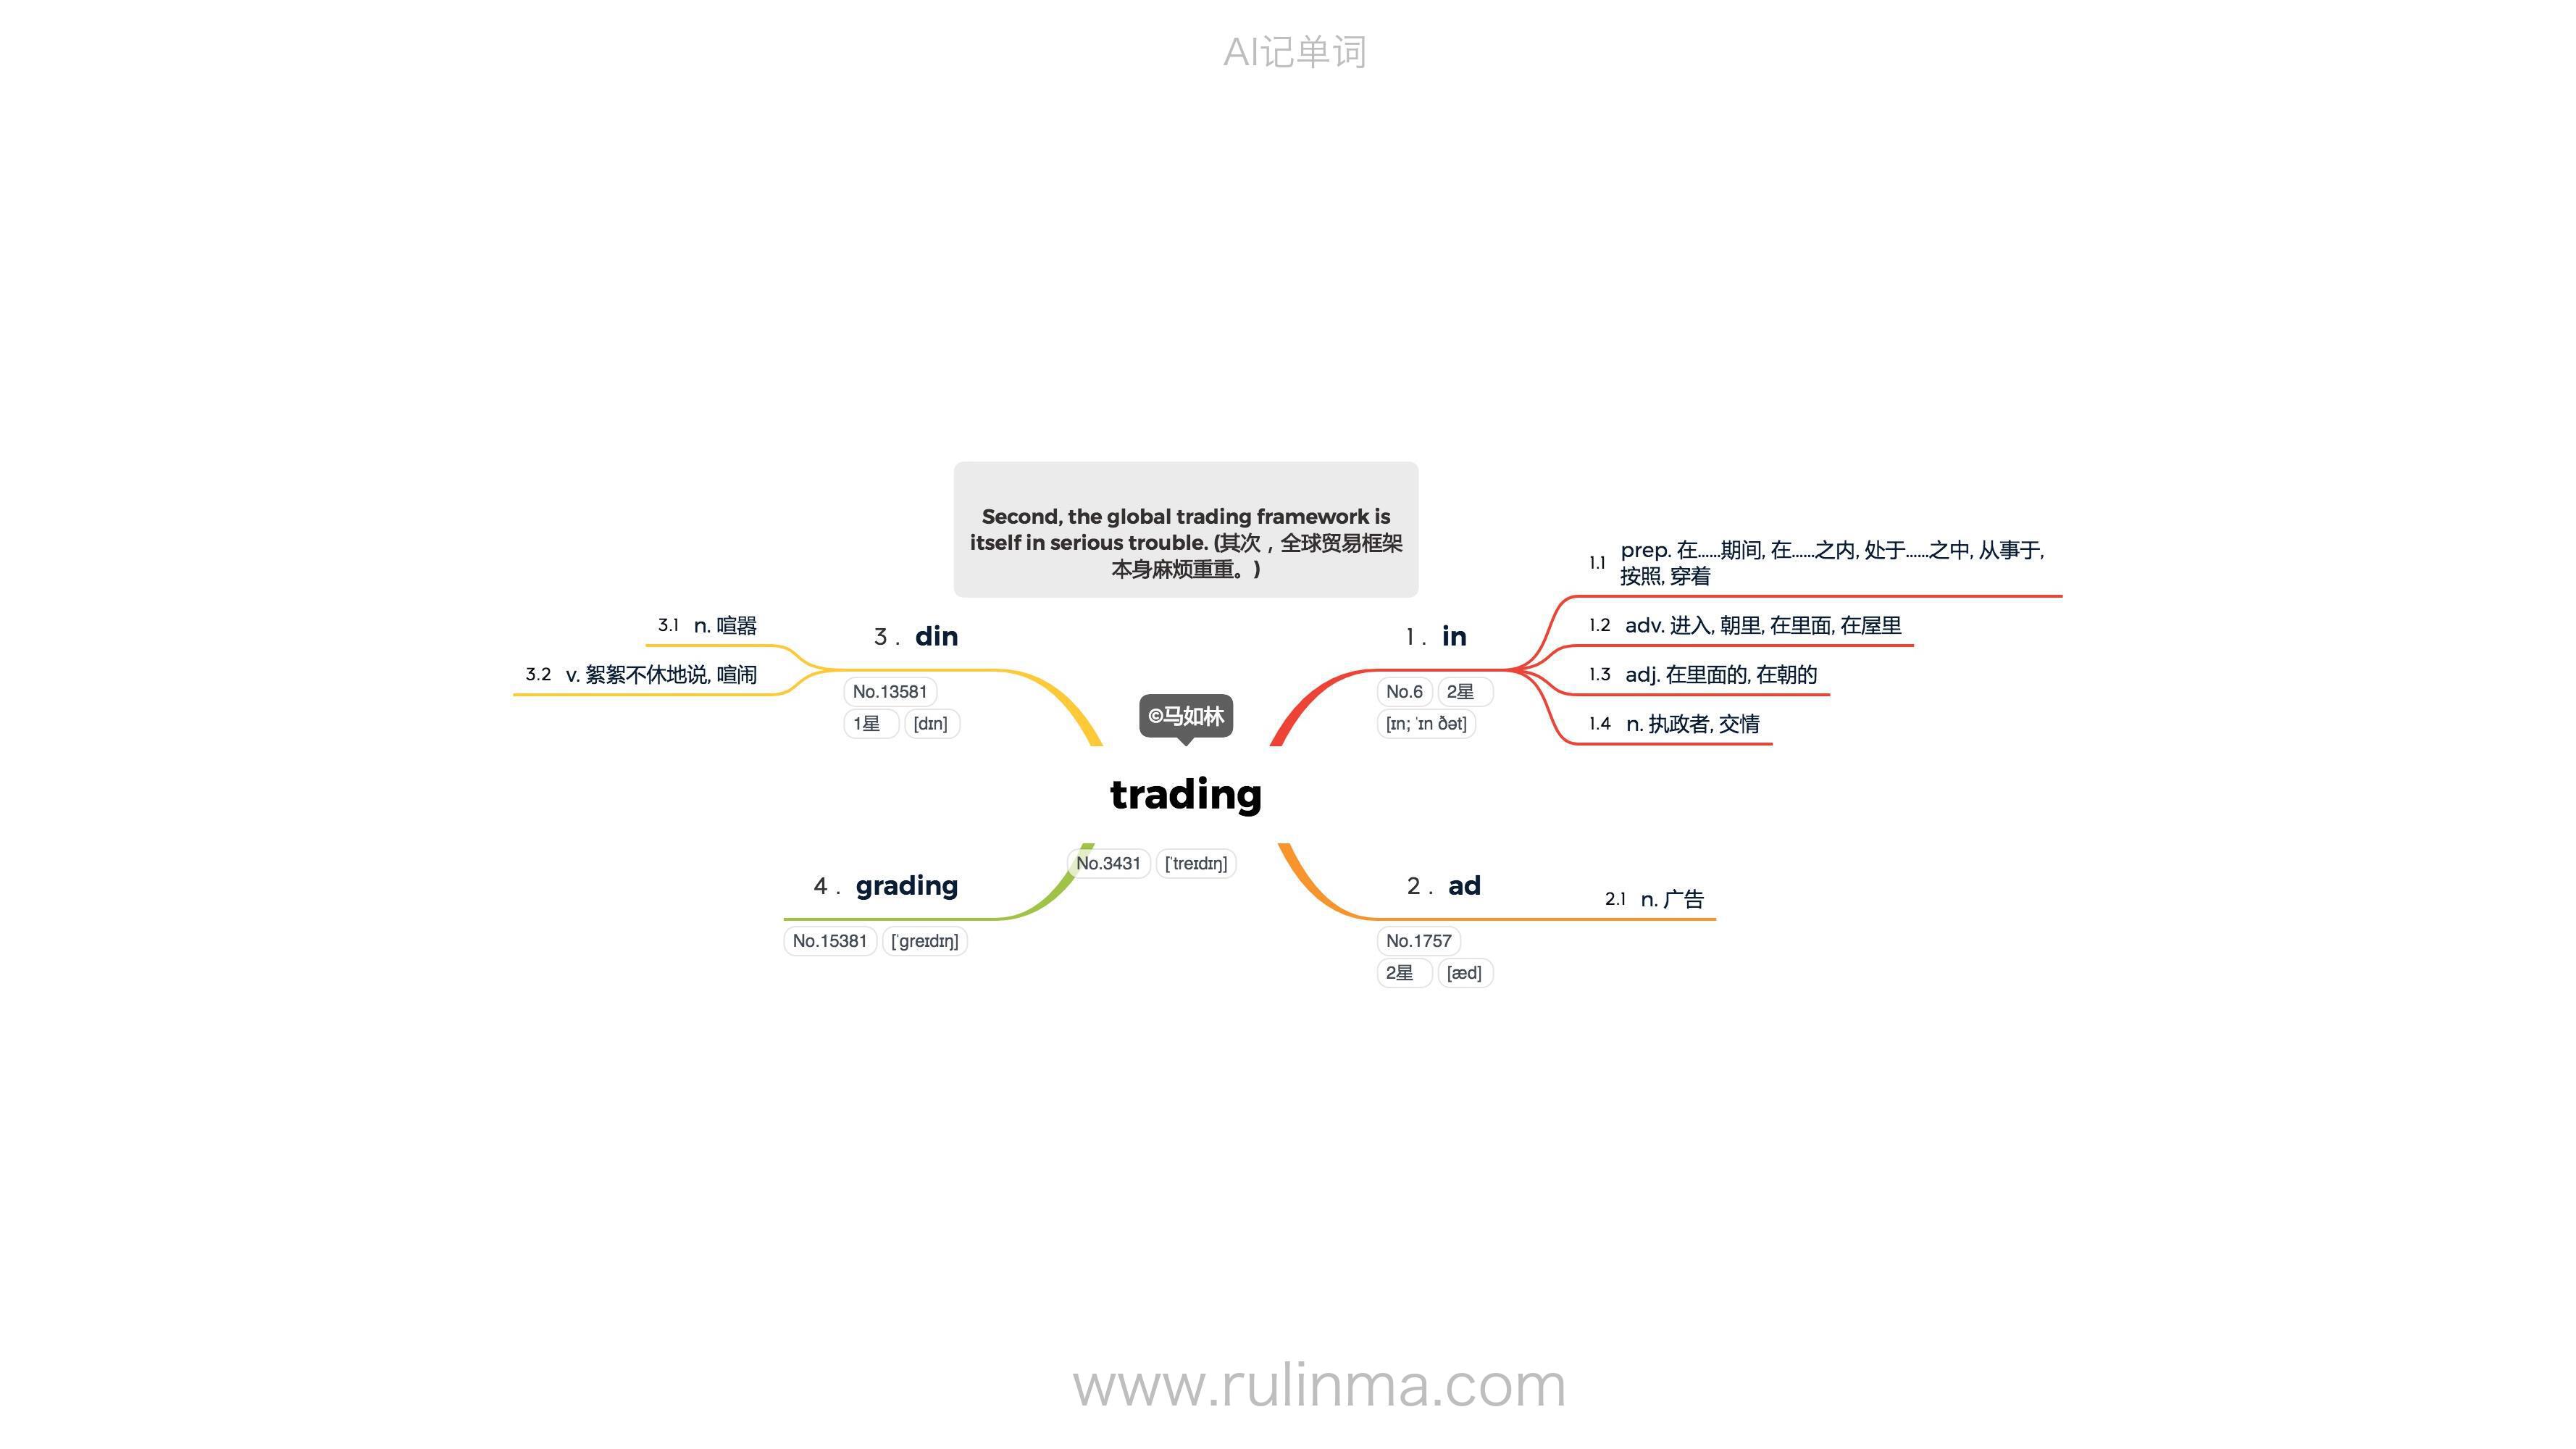 AI记单词
Second, the global trading framework is
itself in serious trouble. (其次，全球贸易框架
本身麻烦重重。)
©马如林
trading
No.3431 [ˈtreɪdɪŋ]
1. in
No.6 2星
[ɪn; ˈɪn ðət]
1.1 prep. 在……期间, 在……之内, 处于……之中, 从事于,
按照, 穿着
1.2 adv. 进入, 朝里, 在里面, 在屋里
1.3 adj. 在里面的, 在朝的
1.4 n. 执政者, 交情
2. ad
No.1757
2星 [æd]
2.1 n. 广告
3. din
No.13581
1星 [dɪn]
3.1 n. 喧嚣
3.2 v. 絮絮不休地说, 喧闹
4. grading
No.15381 [ˈgreɪdɪŋ]
www.rulinma.com